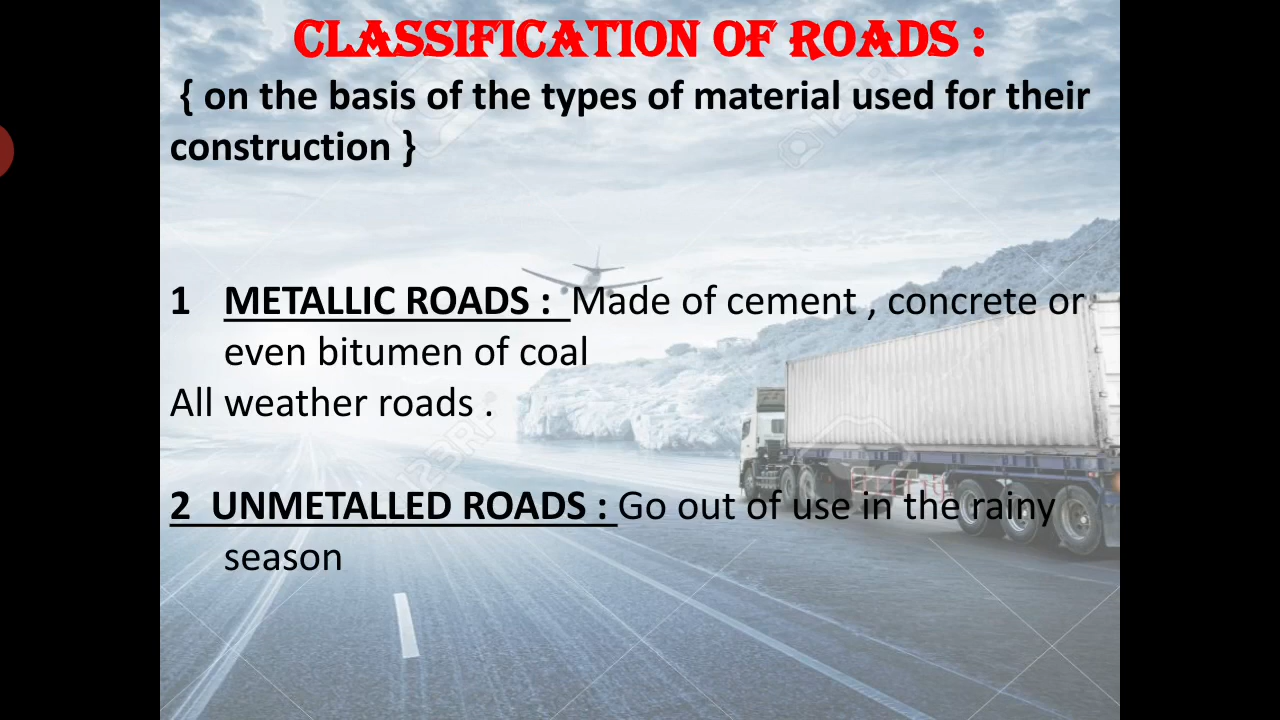 CLASSIFICATION OF ROADS :
{ on the basis of the types of material used for their
construction }
1 METALLIC ROADS : Made of cement , concrete or
even bitumen of coal
All weather roads .
2 UNMETALLED ROADS : Go out of use in the rainy
season
123RF
123RF